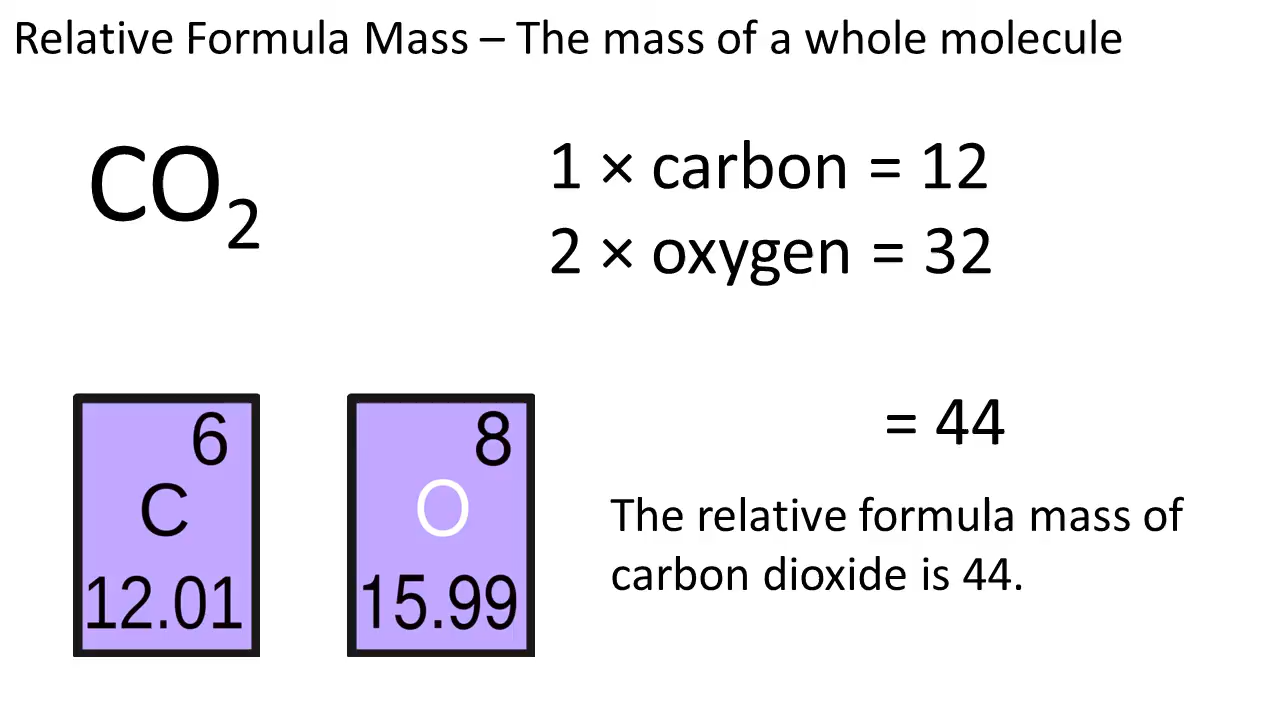 Relative Formula Mass – The mass of a whole molecule
CO₂
1 × carbon = 12
2 × oxygen = 32
= 44
The relative formula mass of
carbon dioxide is 44.
6
C
12.01
8
O
15.99